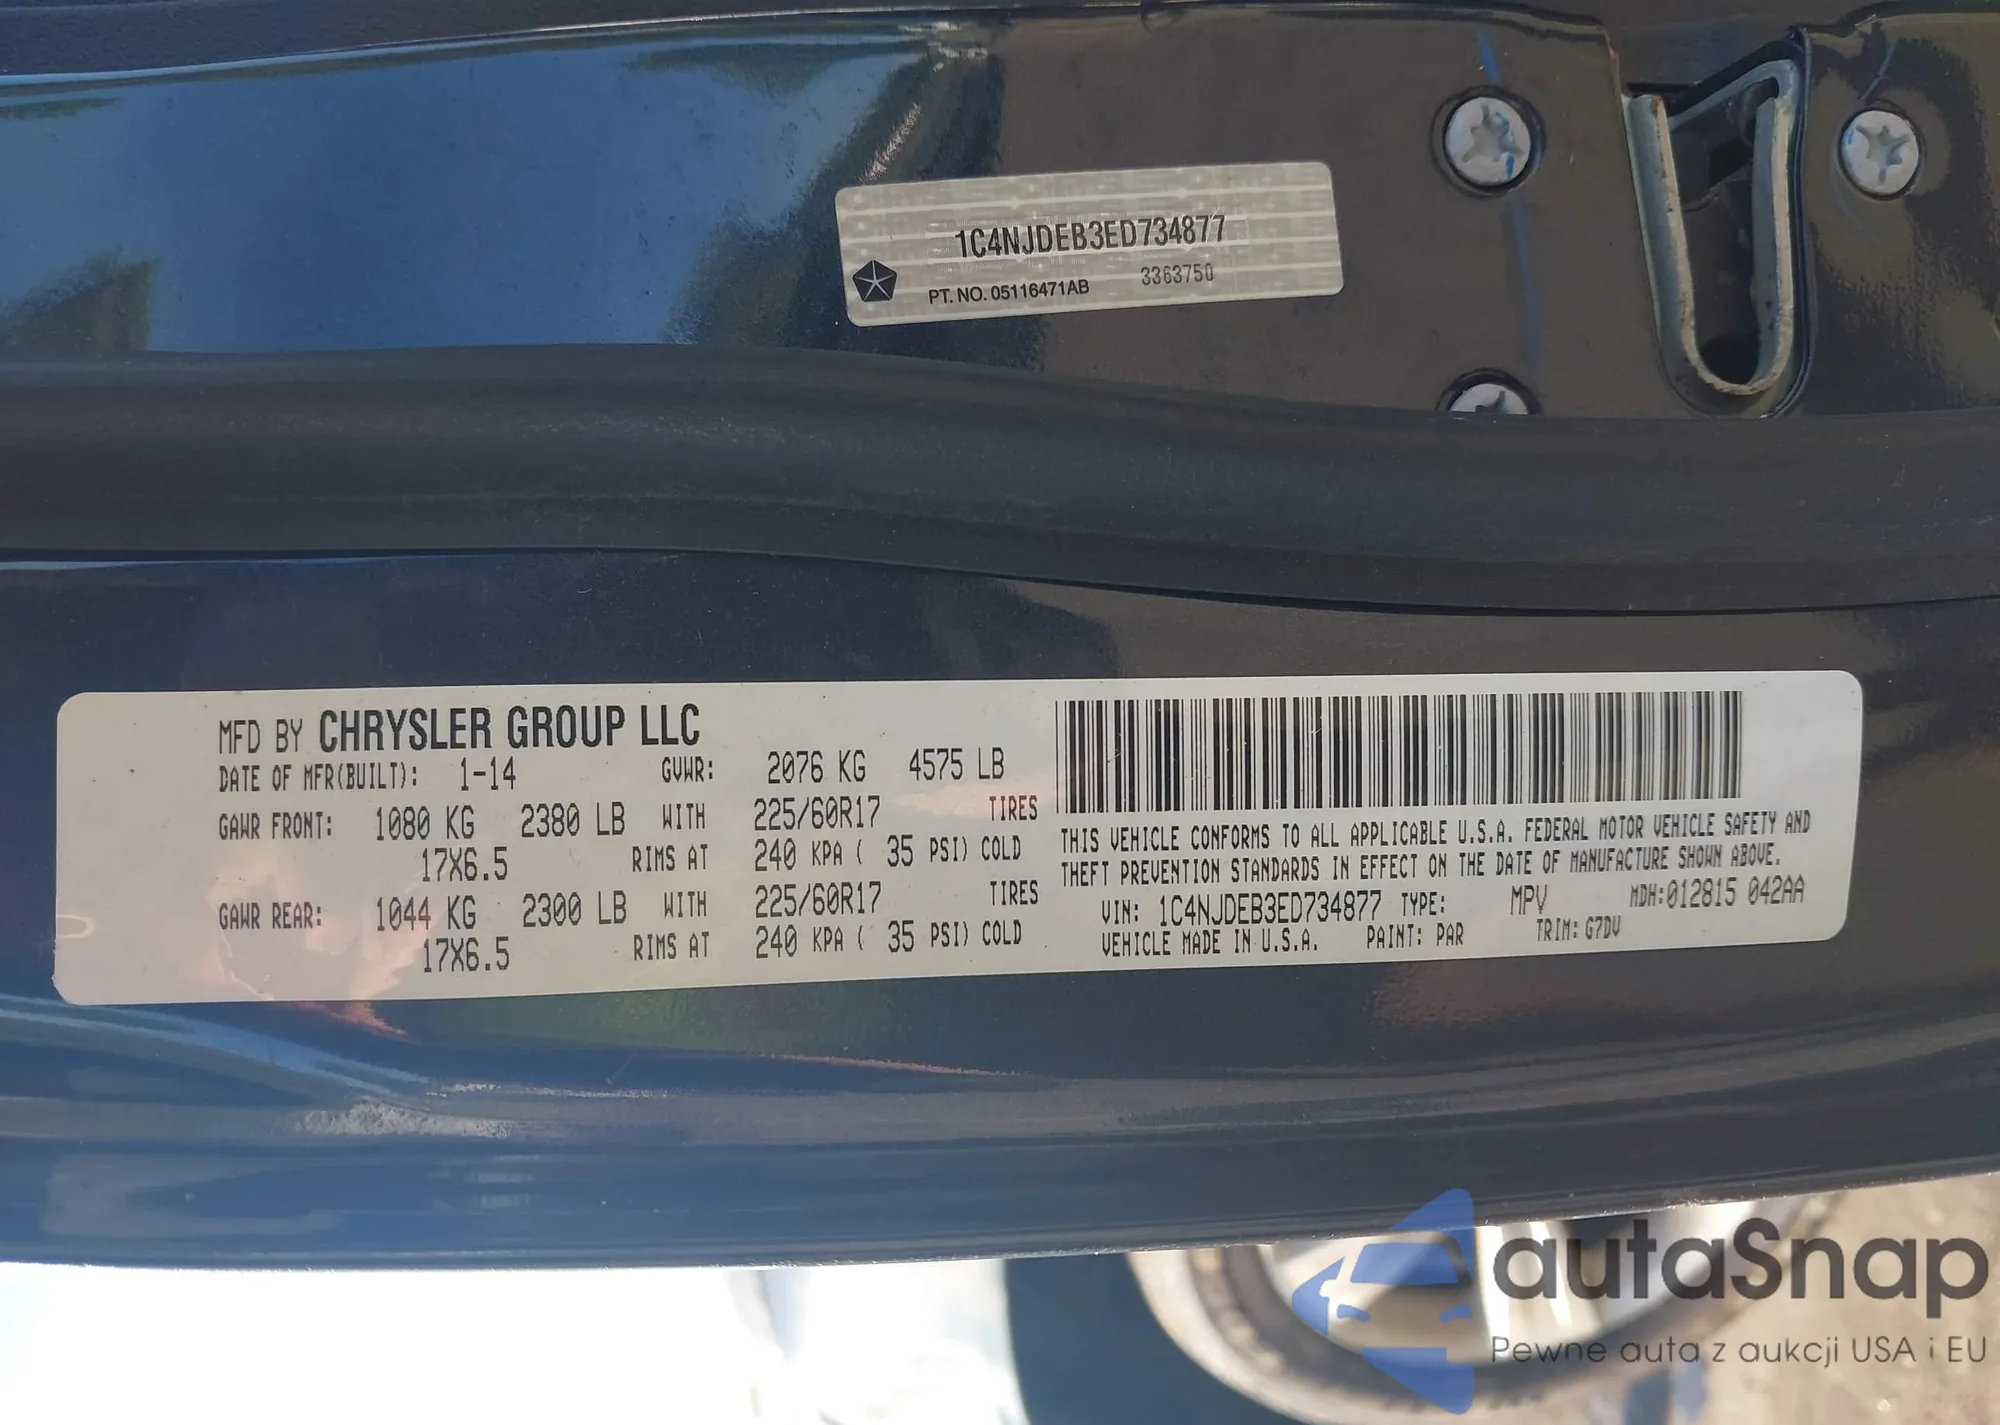 1C4NJDEB3ED734877
PT. NO. 05116471AB 3363750
MFD BY CHRYSLER GROUP LLC
DATE OF MFR(BUILT): 1-14 GVWR: 2076 KG 4575 LB
GAWR FRONT: 1080 KG 2380 LB WITH 225/60R17 TIRES
17X6.5 RIMS AT 240 KPA ( 35 PSI) COLD
GAWR REAR: 1044 KG 2300 LB WITH 225/60R17 TIRES
17X6.5 RIMS AT 240 KPA ( 35 PSI) COLD
THIS VEHICLE CONFORMS TO ALL APPLICABLE U.S.A. FEDERAL MOTOR VEHICLE SAFETY AND
THEFT PREVENTION STANDARDS IN EFFECT ON THE DATE OF MANUFACTURE SHOWN ABOVE.
VIN: 1C4NJDEB3ED734877 TYPE: MPV MDH:012815 042AA
VEHICLE MADE IN U.S.A. PAINT: PAR TRIM: G7DV
autaSnap
Pewne auta z aukcji USA i EU